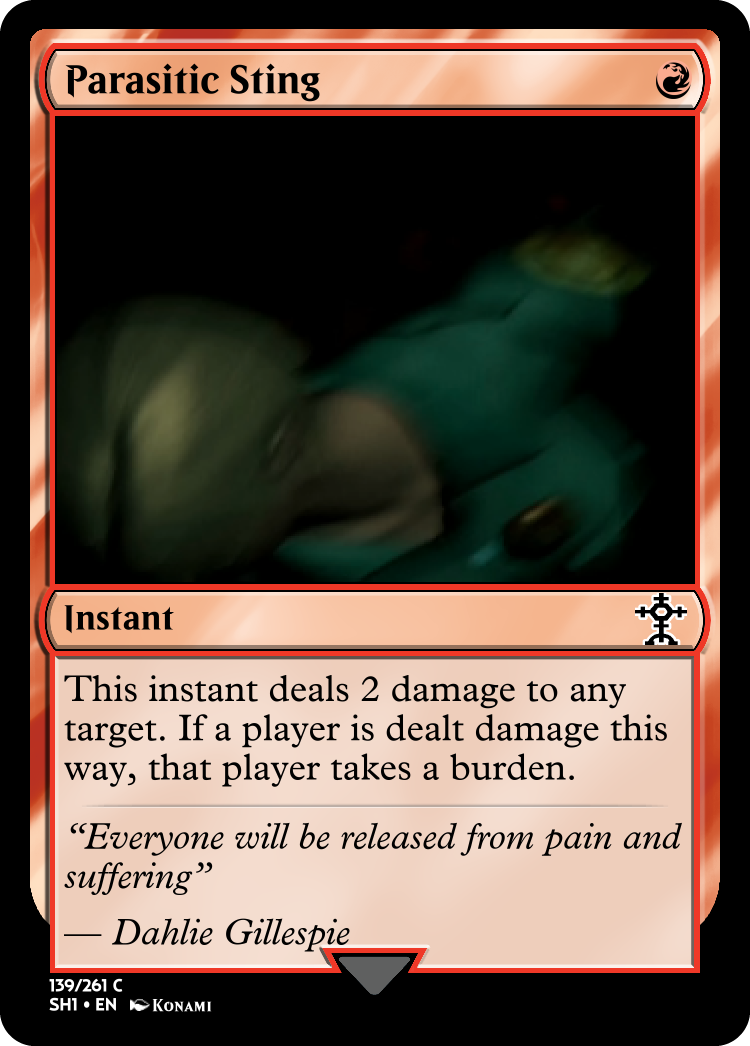 Parasitic Sting
Instant
This instant deals 2 damage to any
target. If a player is dealt damage this
way, that player takes a burden.
“Everyone will be released from pain and
suffering”
— Dahlie Gillespie
139/261 C
SH1 • EN KONAMI